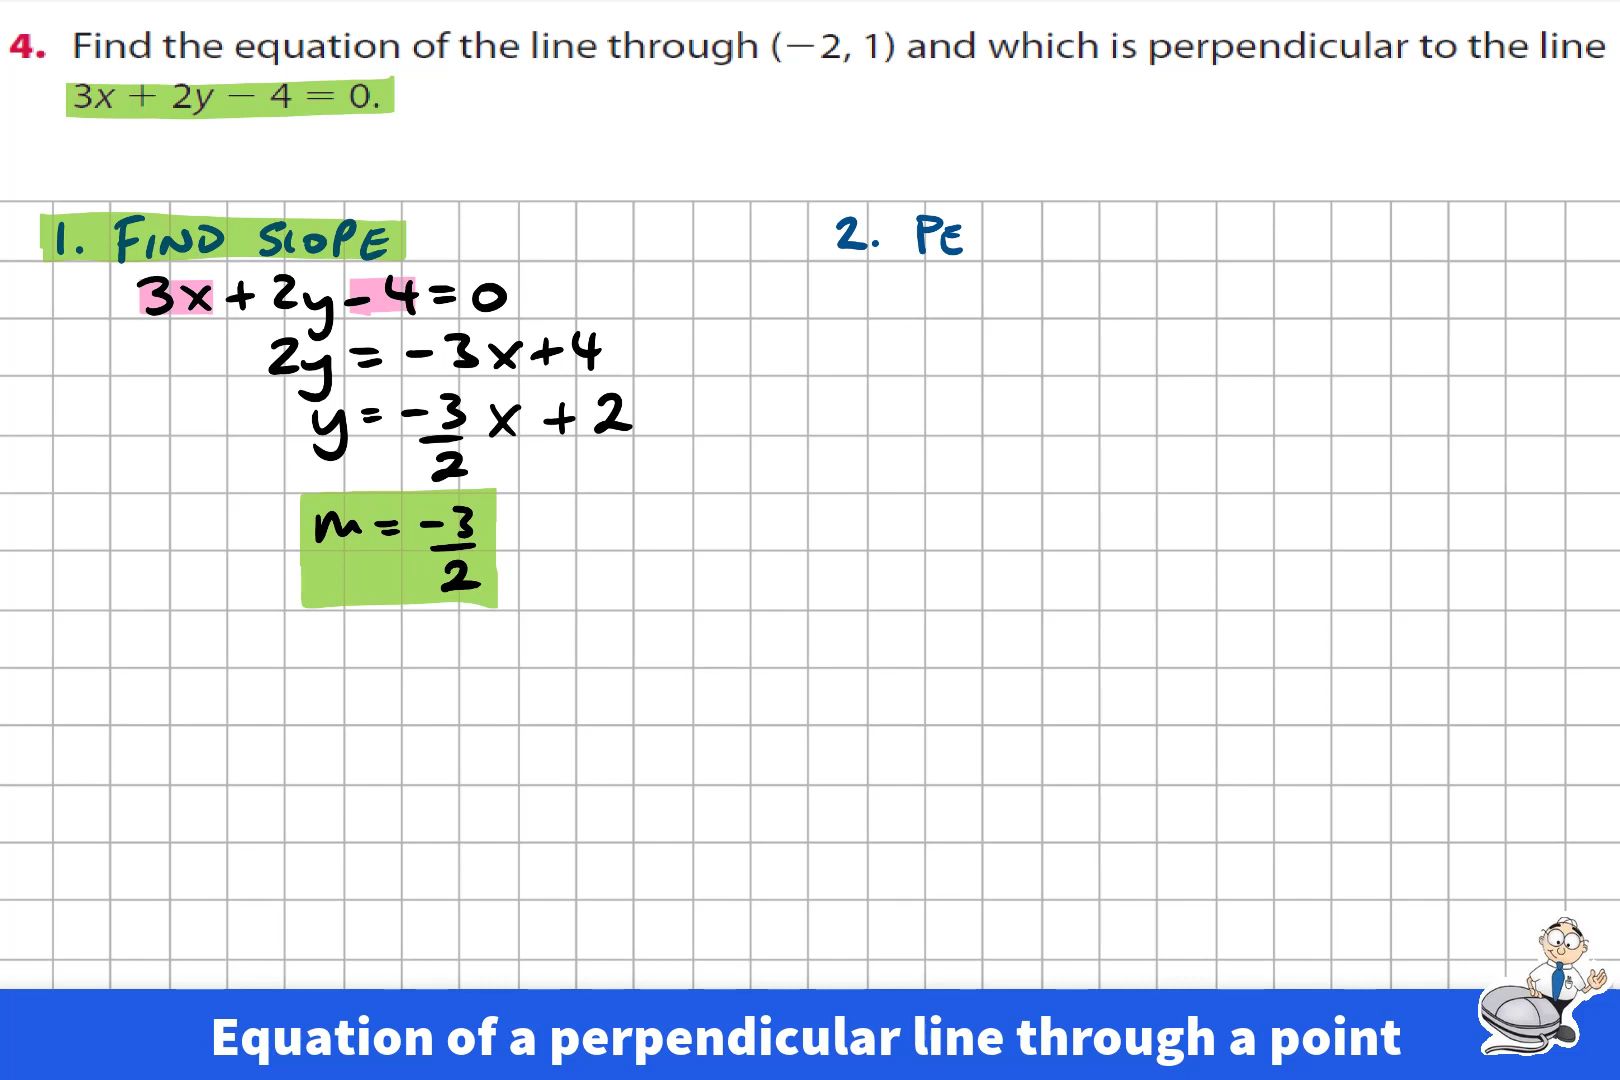 4. Find the equation of the line through (−2, 1) and which is perpendicular to the line
3x + 2y − 4 = 0.
1. FIND SLOPE
3x + 2y - 4 = 0
2y = -3x + 4
y = -3/2 x + 2
m = -3/2
2. PE
Equation of a perpendicular line through a point